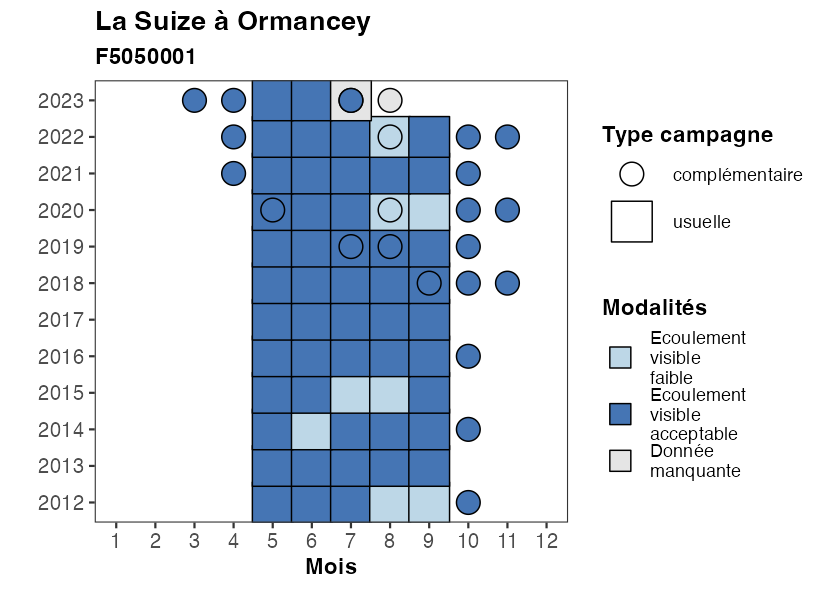 La Suize à Ormancey
F5050001
2023
2022
2021
2020
2019
2018
2017
2016
2015
2014
2013
2012
1 2 3 4 5 6 7 8 9 10 11 12
Mois
Type campagne
complémentaire
usuelle
Modalités
Ecoulement
visible
faible
Ecoulement
visible
acceptable
Donnée
manquante